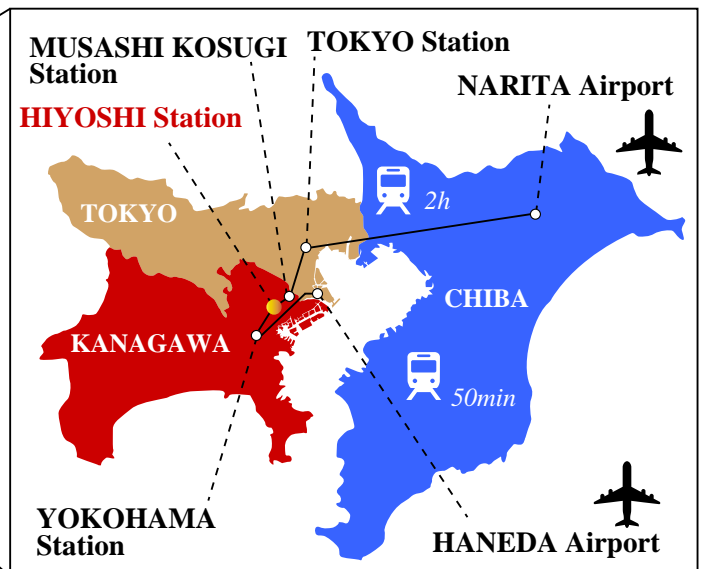 MUSASHI KOSUGI
Station
TOKYO Station
NARITA Airport
HIYOSHI Station
TOKYO
2h
CHIBA
KANAGAWA
50min
YOKOHAMA
Station
HANEDA Airport